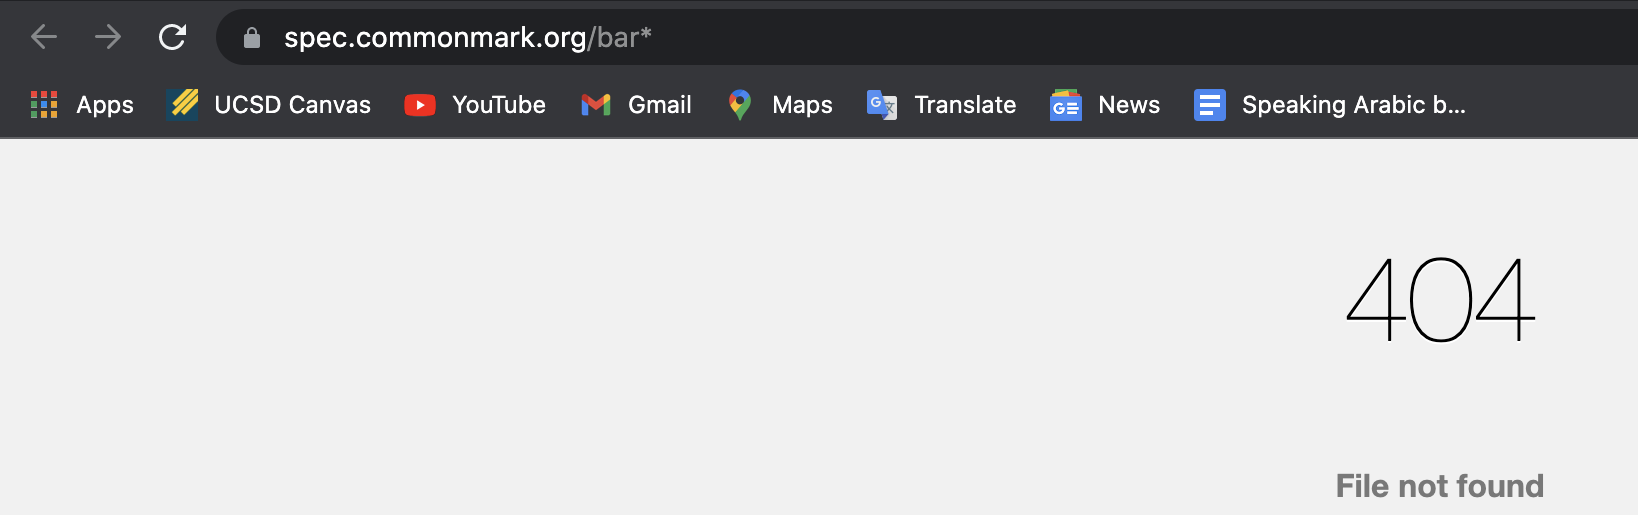 spec.commonmark.org/bar*
Apps UCSD Canvas YouTube Gmail Maps Translate News Speaking Arabic b...
404
File not found